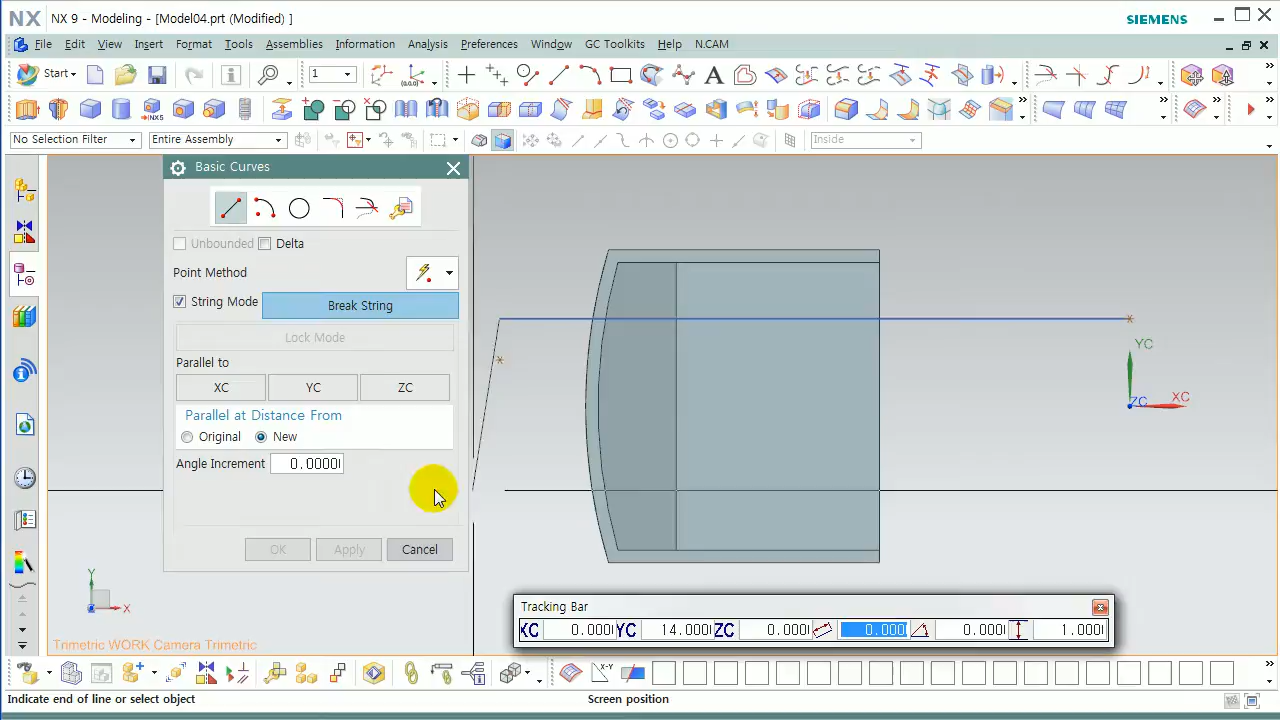 NX NX 9 - Modeling - [Model04.prt (Modified) ] SIEMENS
File Edit View Insert Format Tools Assemblies Information Analysis Preferences Window GC Toolkits Help
Start 1 A
No Selection Filter Entire Assembly Inside
Basic Curves
Unbounded Delta
Point Method
String Mode Break String
Lock Mode
Parallel to
XC YC ZC
Parallel at Distance From
Original New
Angle Increment 0.0000
OK Apply Cancel
YC
ZC XC
Y
X
Trimetric WORK Camera Trimetric
Tracking Bar
XC 0.000 YC 14.000 ZC 0.000 0.000 0.000 1.000
X-Y
Indicate end of line or select object Screen position